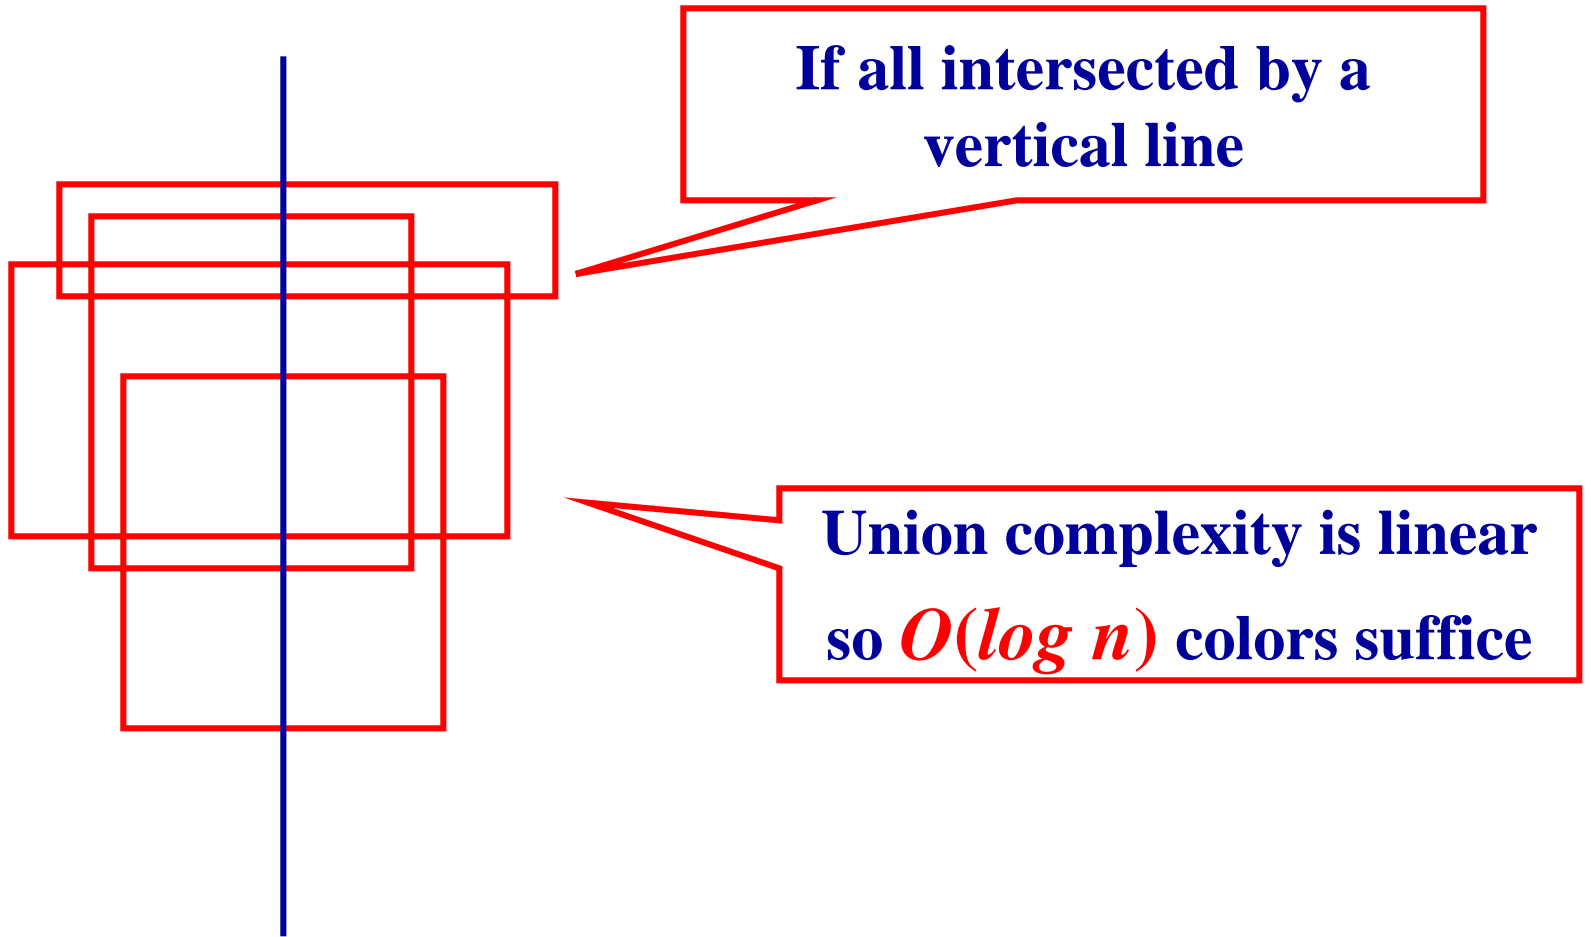 If all intersected by a
vertical line
Union complexity is linear
so O(log n) colors suffice